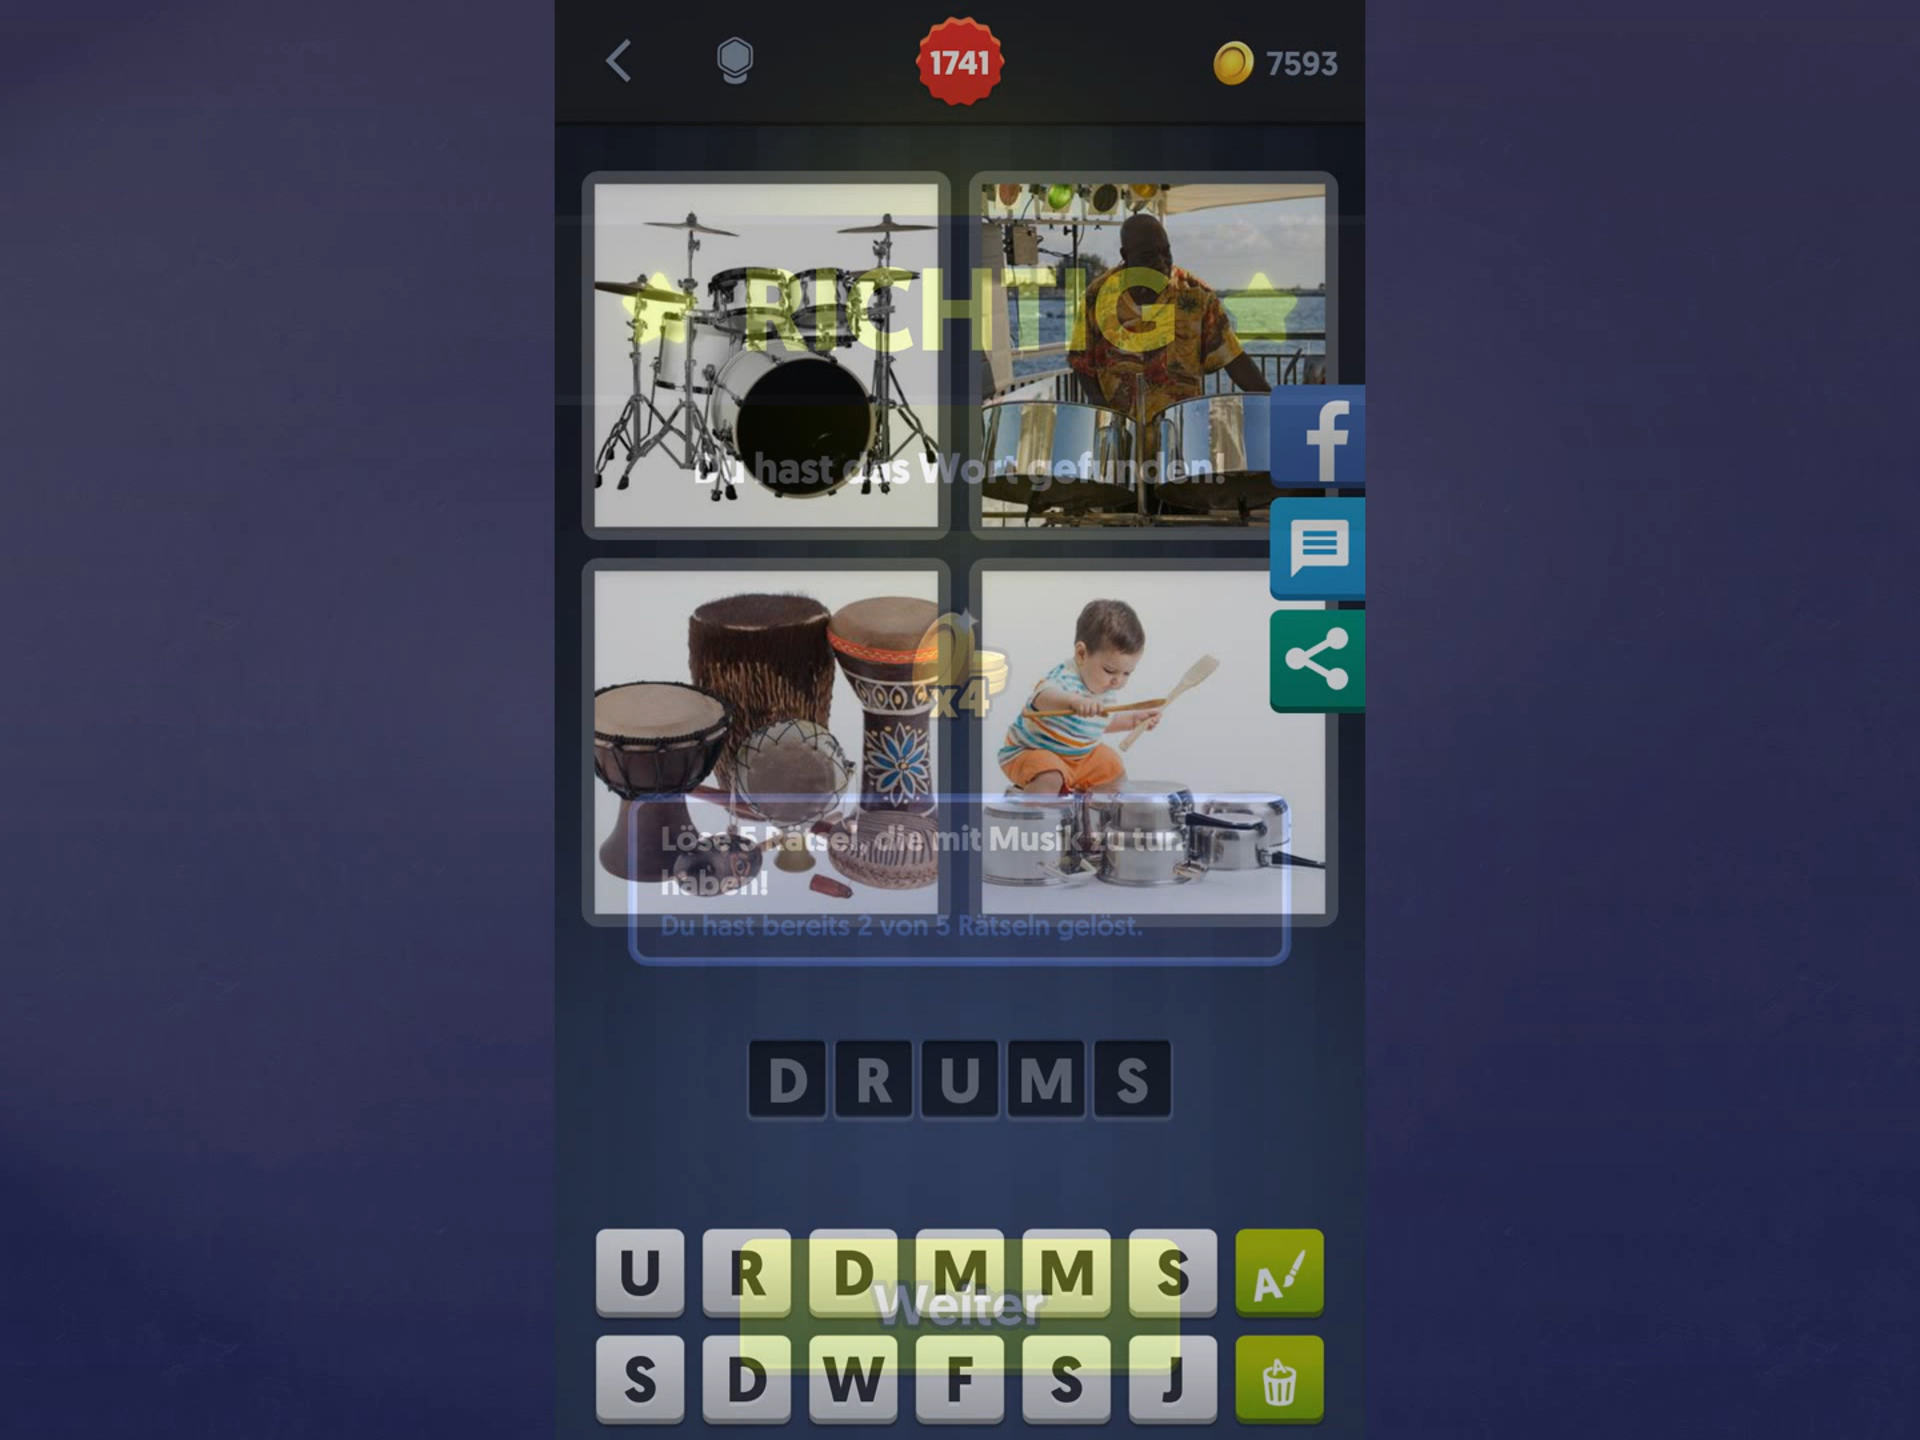 1741
7593
RICHTIG
Du hast das Wort gefunden!
x4
Löse 5 Rätsel, die mit Musik zu tun
haben!
Du hast bereits 2 von 5 Rätseln gelöst.
D R U M S
U R D M M S A
Weiter
S D W F S J